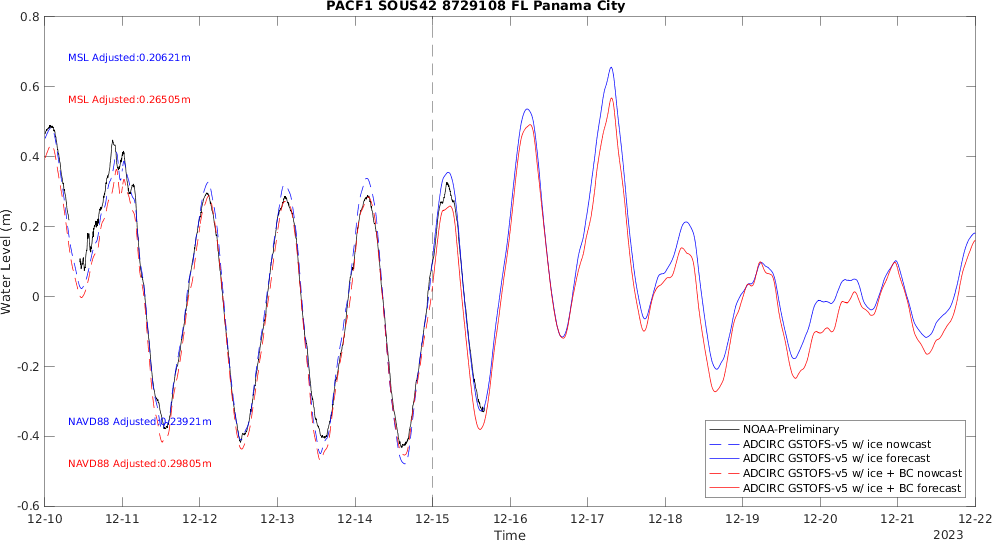 PACF1 SOUS42 8729108 FL Panama City
0.8
MSL Adjusted:0.20621m
0.6
MSL Adjusted:0.26505m
0.4
0.2
0
-0.2
-0.4
-0.6
Water Level (m)
NAVD88 Adjusted:0.23921m
NAVD88 Adjusted:0.29805m
NOAA-Preliminary
ADCIRC GSTOFS-v5 w/ ice nowcast
ADCIRC GSTOFS-v5 w/ ice forecast
ADCIRC GSTOFS-v5 w/ ice + BC nowcast
ADCIRC GSTOFS-v5 w/ ice + BC forecast
12-10 12-11 12-12 12-13 12-14 12-15 12-16 12-17 12-18 12-19 12-20 12-21 12-22
Time
2023